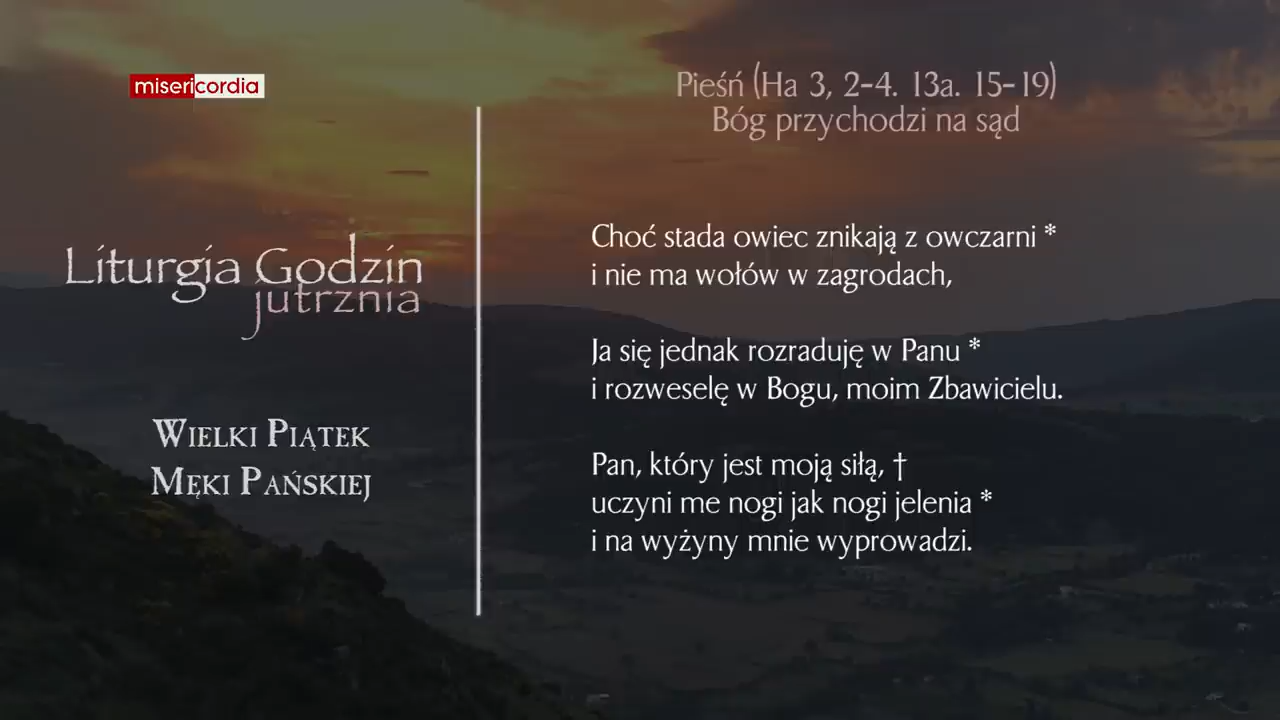 misericordia
Liturgia Godzin
jutrznia
Wielki Piątek
Męki Pańskiej
Pieśń (Ha 3, 2-4. 13a. 15-19)
Bóg przychodzi na sąd
Choć stada owiec znikają z owczarni *
i nie ma wołów w zagrodach,
Ja się jednak rozraduję w Panu *
i rozweselę w Bogu, moim Zbawicielu.
Pan, który jest moją siłą, †
uczyni me nogi jak nogi jelenia *
i na wyżyny mnie wyprowadzi.